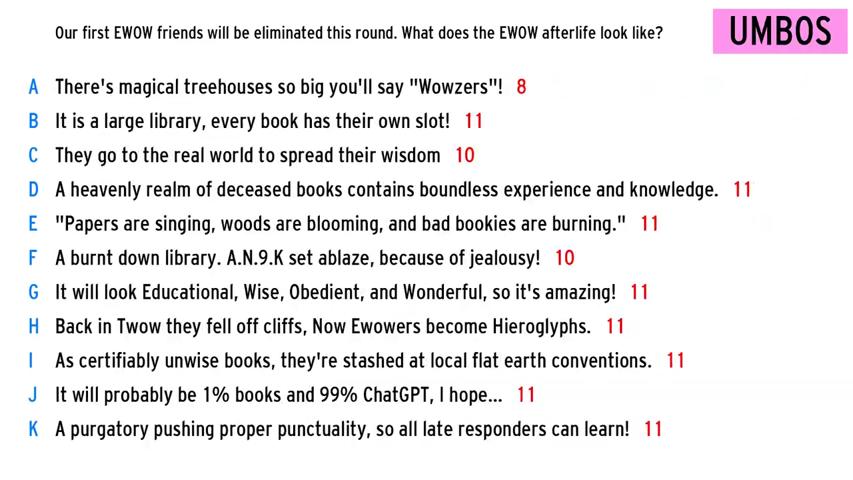 Our first EWOW friends will be eliminated this round. What does the EWOW afterlife look like?
UMBOS
A There's magical treehouses so big you'll say "Wowzers"! 8
B It is a large library, every book has their own slot! 11
C They go to the real world to spread their wisdom 10
D A heavenly realm of deceased books contains boundless experience and knowledge. 11
E "Papers are singing, woods are blooming, and bad bookies are burning." 11
F A burnt down library. A.N.9.K set ablaze, because of jealousy! 10
G It will look Educational, Wise, Obedient, and Wonderful, so it's amazing! 11
H Back in Twow they fell off cliffs, Now Ewowers become Hieroglyphs. 11
I As certifiably unwise books, they're stashed at local flat earth conventions. 11
J It will probably be 1% books and 99% ChatGPT, I hope... 11
K A purgatory pushing proper punctuality, so all late responders can learn! 11